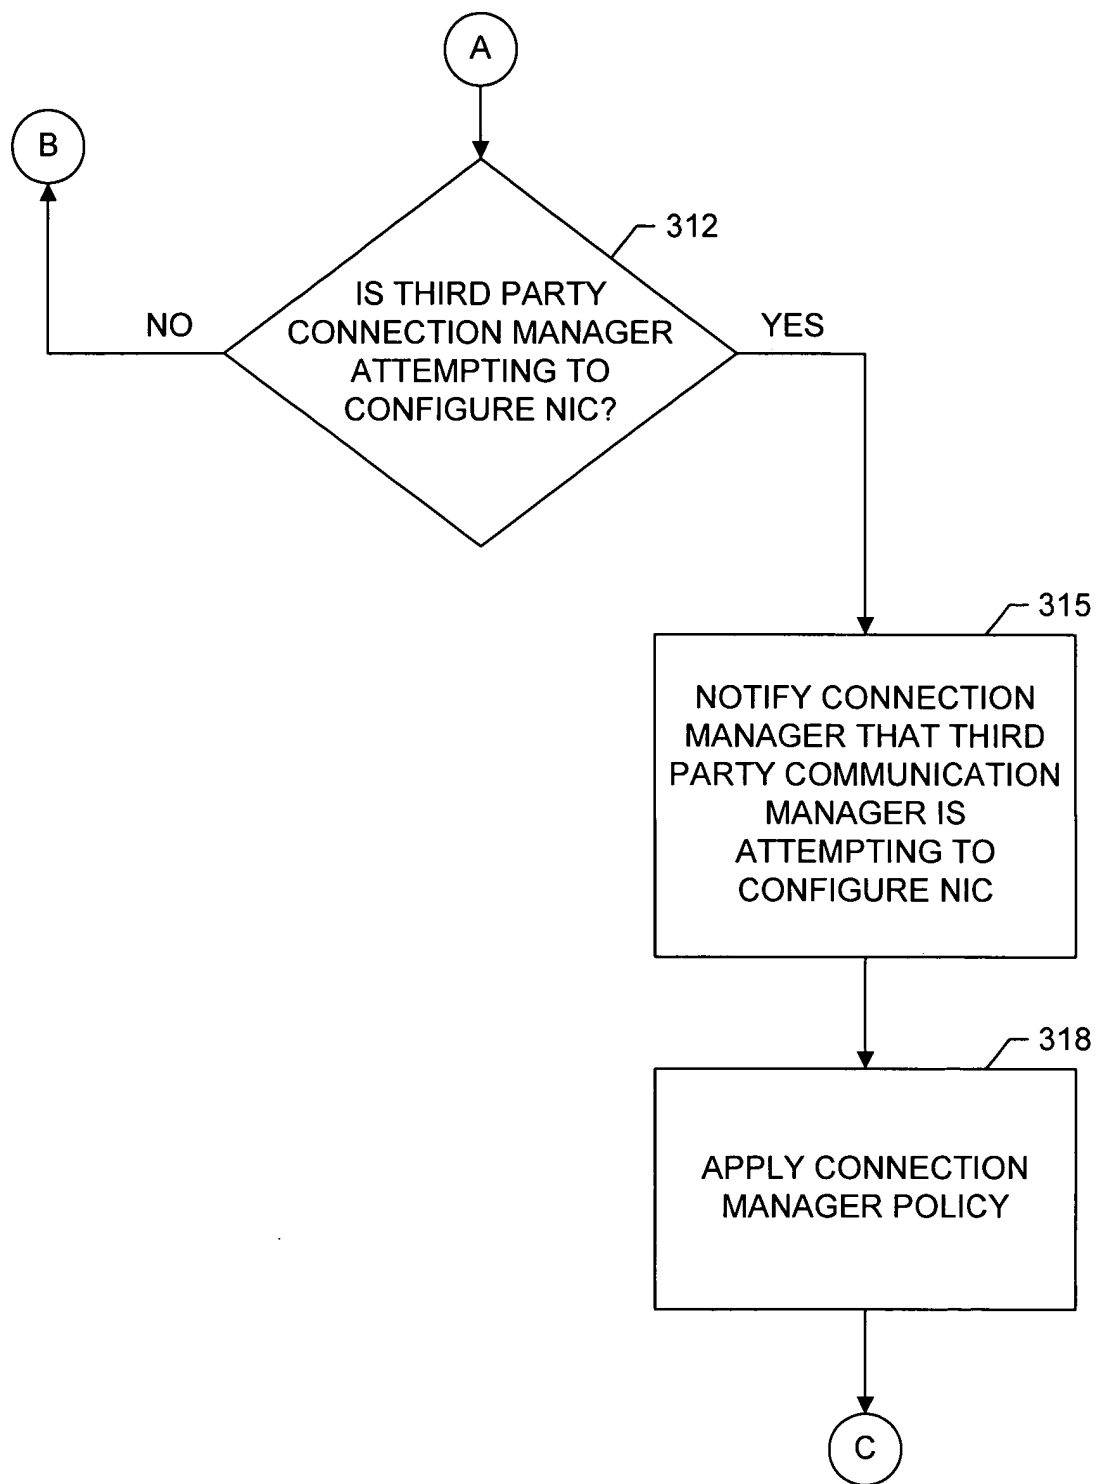 A
B
312
IS THIRD PARTY
CONNECTION MANAGER
ATTEMPTING TO
CONFIGURE NIC?
NO
YES
315
NOTIFY CONNECTION
MANAGER THAT THIRD
PARTY COMMUNICATION
MANAGER IS
ATTEMPTING TO
CONFIGURE NIC
318
APPLY CONNECTION
MANAGER POLICY
C